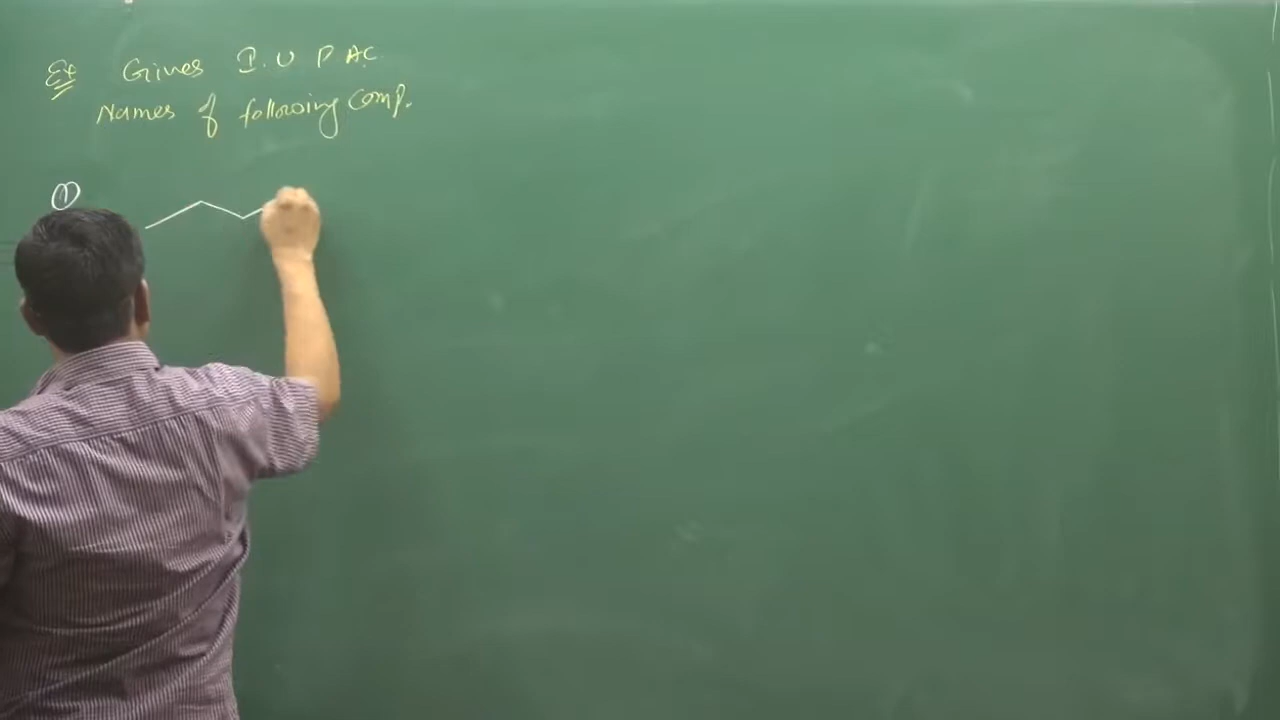 Ex Gives I.U P A.C.
Names of following Comp.
①